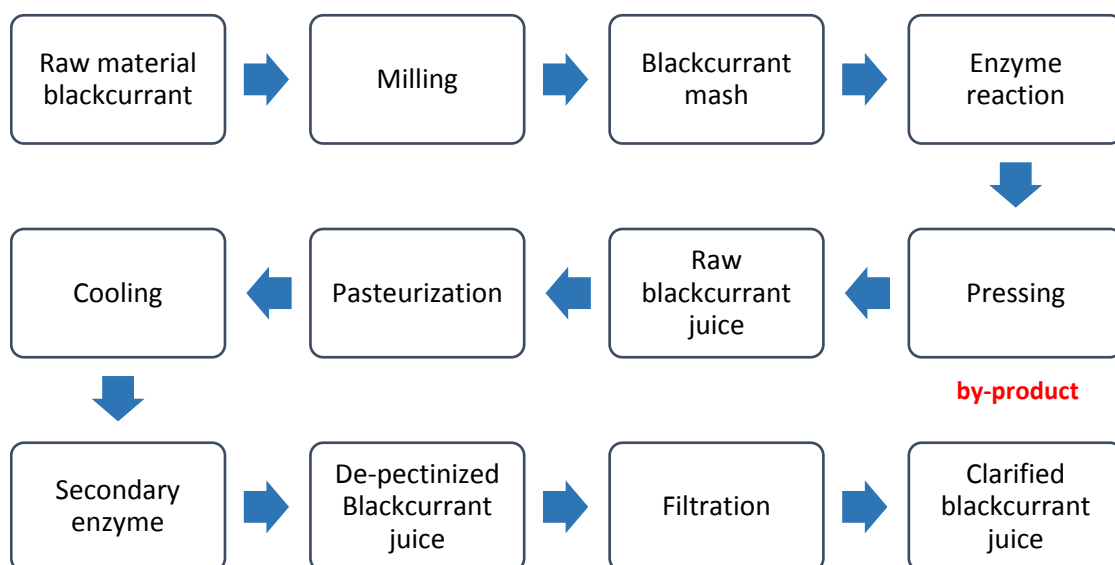 Raw material
blackcurrant
Milling
Blackcurrant
mash
Enzyme
reaction
Pressing
Raw
blackcurrant
juice
Pasteurization
Cooling
by-product
Secondary
enzyme
De-pectinized
Blackcurrant
juice
Filtration
Clarified
blackcurrant
juice